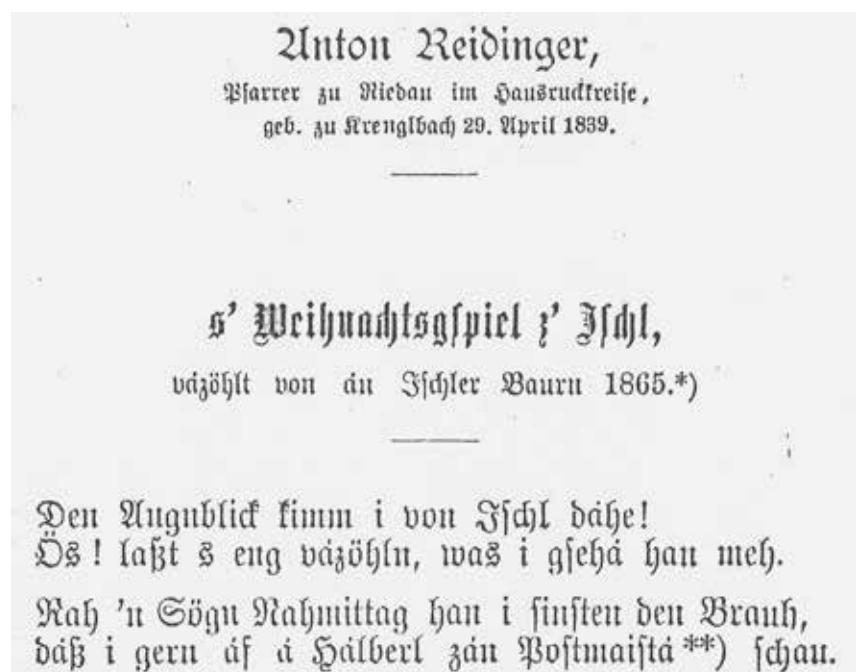 Anton Reidinger,
Pfarrer zu Riedau im Hausruckkreise,
geb. zu Krenglbach 29. April 1839.
s' Weihnachtsgspiel z' Ischl,
vázöhlt von án Ischler Baurn 1865.*)
Den Augnblick kimm i von Ischl dáhe!
Ös! laßt s eng vázöhln, was i gsehá han meh.
Nah 'n Sögn Nahmittag han i sinsten den Brauh,
dáß i gern áf á Hálberl zán Postmaistá**) schau.